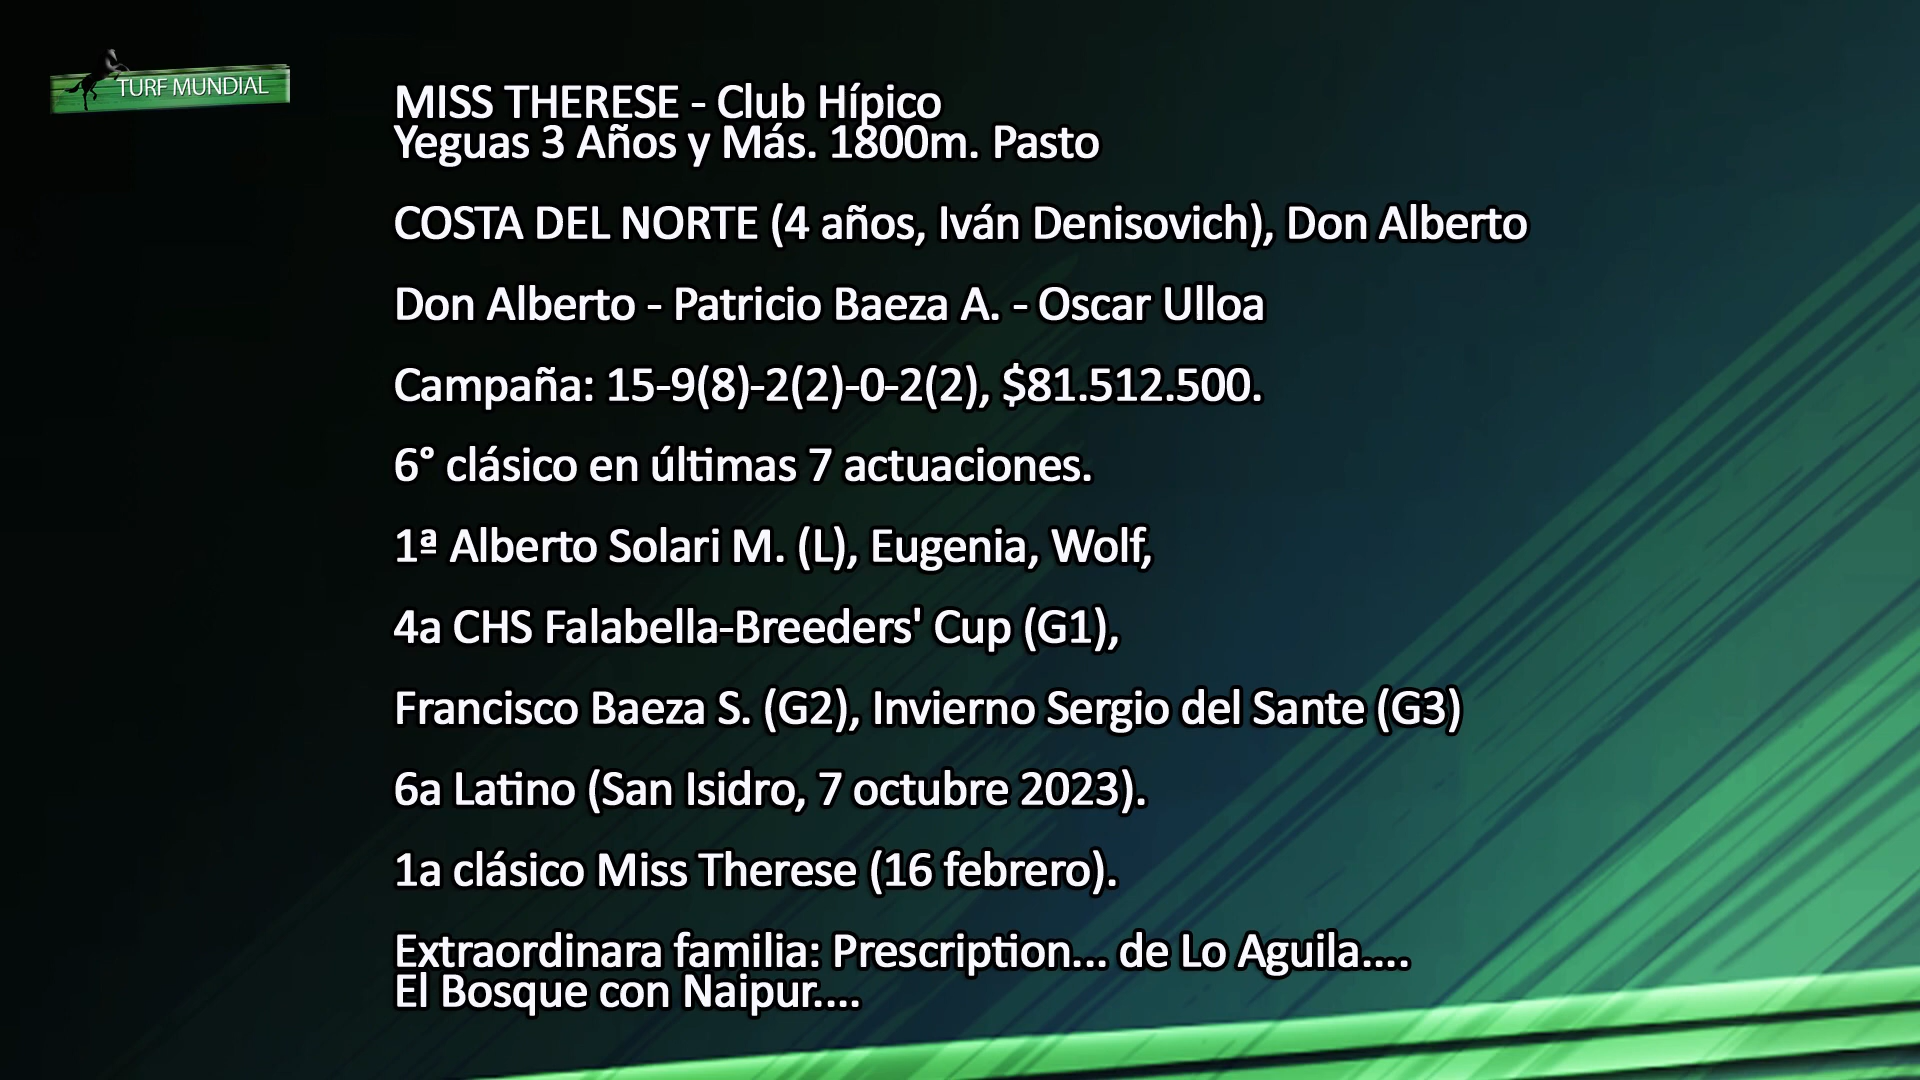 TURF MUNDIAL
MISS THERESE - Club Hípico
Yeguas 3 Años y Más. 1800m. Pasto
COSTA DEL NORTE (4 años, Iván Denisovich), Don Alberto
Don Alberto - Patricio Baeza A. - Oscar Ulloa
Campaña: 15-9(8)-2(2)-0-2(2), $81.512.500.
6° clásico en últimas 7 actuaciones.
1ª Alberto Solari M. (L), Eugenia, Wolf,
4a CHS Falabella-Breeders' Cup (G1),
Francisco Baeza S. (G2), Invierno Sergio del Sante (G3)
6a Latino (San Isidro, 7 octubre 2023).
1a clásico Miss Therese (16 febrero).
Extraordinara familia: Prescription... de Lo Aguila....
El Bosque con Naipur....